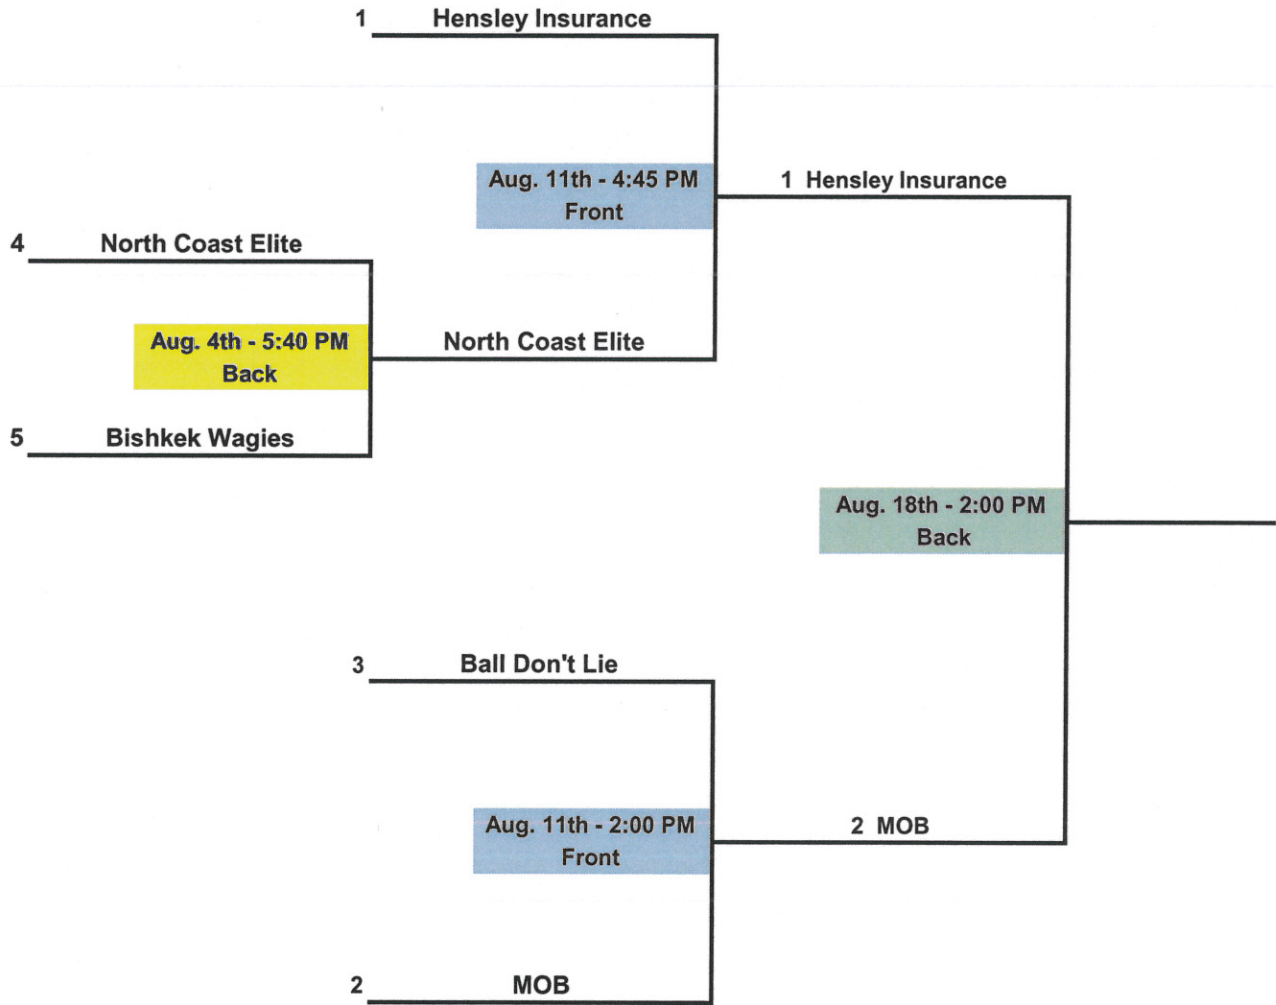 1 Hensley Insurance
Aug. 11th - 4:45 PM
Front
1 Hensley Insurance
4 North Coast Elite
Aug. 4th - 5:40 PM
Back
North Coast Elite
5 Bishkek Wagies
Aug. 18th - 2:00 PM
Back
3 Ball Don't Lie
Aug. 11th - 2:00 PM
Front
2 MOB
2 MOB